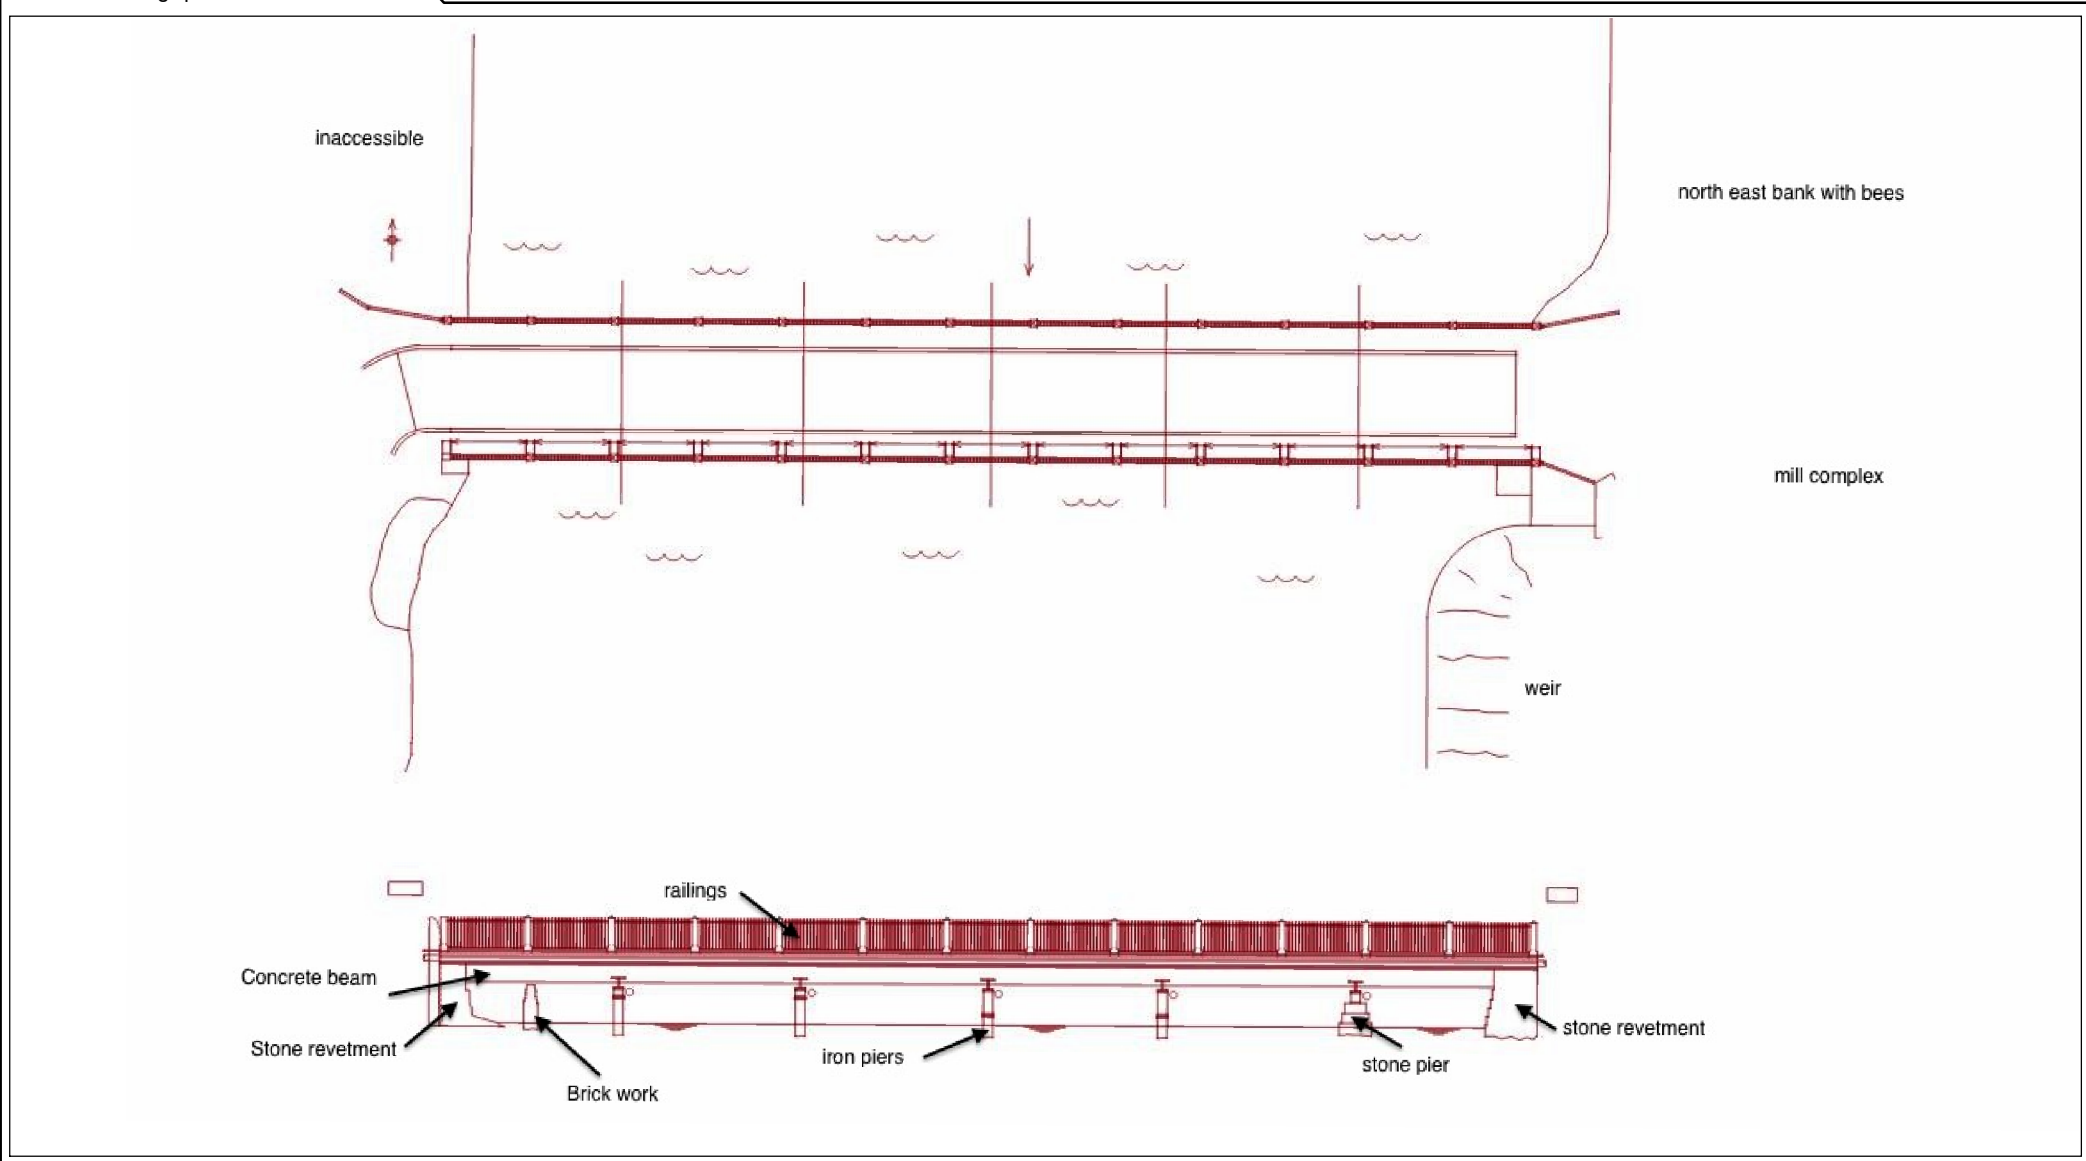 inaccessible
north east bank with bees
mill complex
weir
railings
Concrete beam
Stone revetment
iron piers
stone revetment
stone pier
Brick work